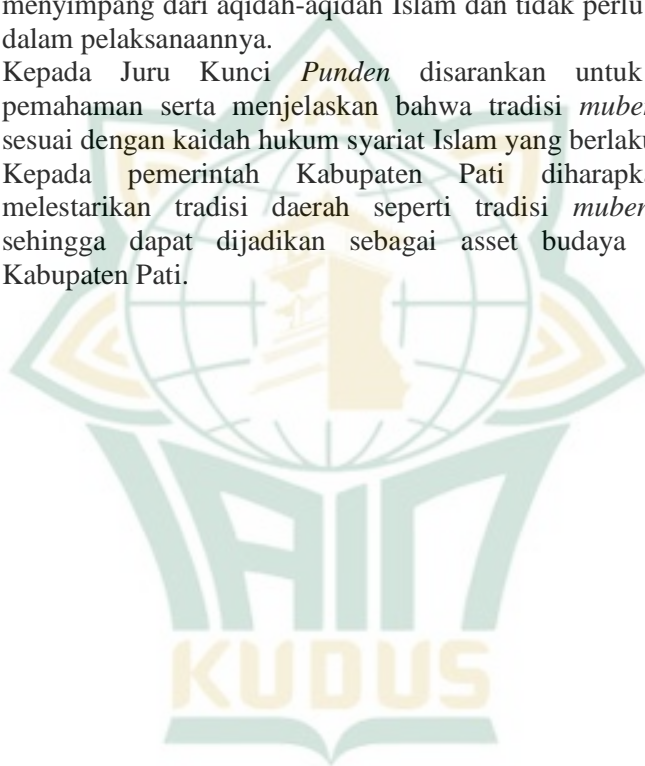 menyimpang dari aqidah-aqidah Islam dan tidak perlu
dalam pelaksanaannya.
Kepada Juru Kunci Punden disarankan untuk
pemahaman serta menjelaskan bahwa tradisi
sesuai dengan kaidah hukum syariat Islam yang
Kepada pemerintah Kabupaten Pati
melestarikan tradisi daerah seperti tradisi
sehingga dapat dijadikan sebagai asset budaya
Kabupaten Pati.
IAIN
KUDUS